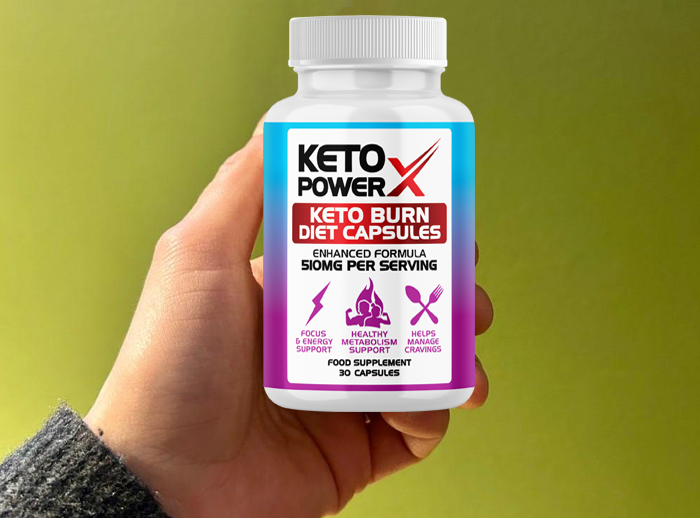 KETO
POWER X
KETO BURN
DIET CAPSULES
ENHANCED FORMULA
510MG PER SERVING
FOCUS
& ENERGY
SUPPORT
HEALTHY
METABOLISM
SUPPORT
HELPS
MANAGE
CRAVINGS
FOOD SUPPLEMENT
30 CAPSULES